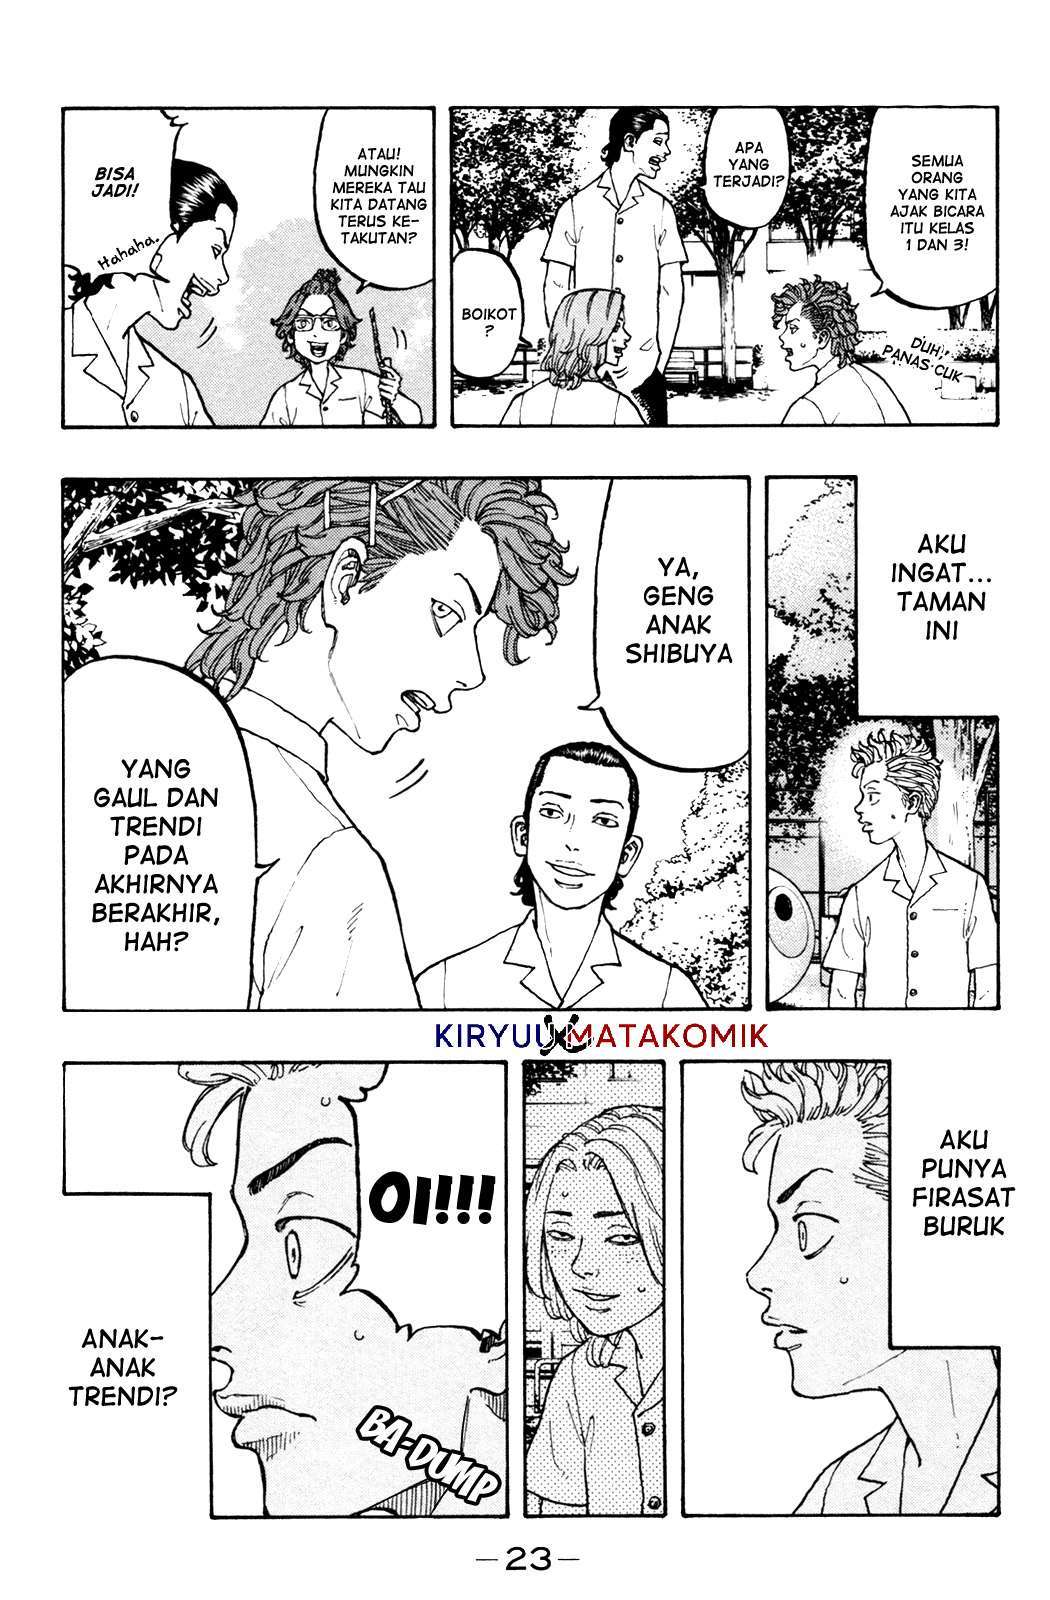 SEMUA
ORANG
YANG KITA
AJAK BICARA
ITU KELAS
1 DAN 3!
APA
YANG
TERJADI?
BOIKOT
?
DUH,
PANAS CUK
ATAU!
MUNGKIN
MEREKA TAU
KITA DATANG
TERUS KE-
TAKUTAN?
BISA
JADI!
Hahaha.
AKU
INGAT...
TAMAN
INI
YA,
GENG
ANAK
SHIBUYA
YANG
GAUL DAN
TRENDI
PADA
AKHIRNYA
BERAKHIR,
HAH?
KIRYUU X MATAKOMIK
AKU
PUNYA
FIRASAT
BURUK
OI!!!
ANAK-
ANAK
TRENDI?
BA-DUMP
-23-